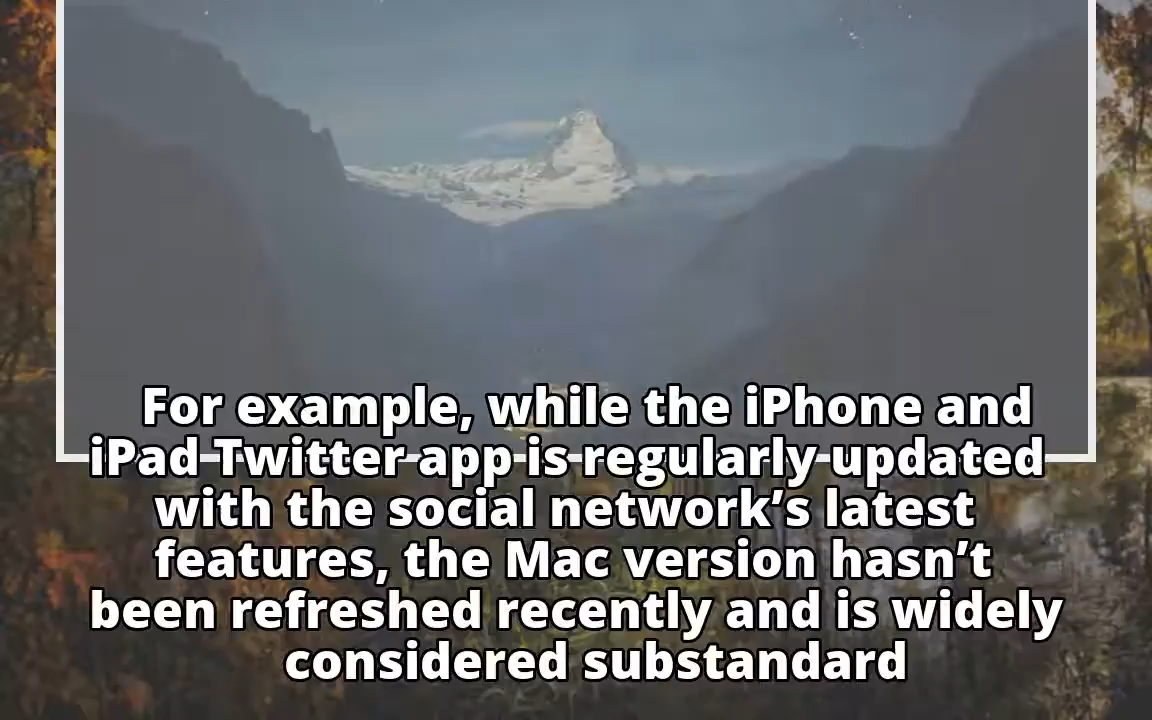 For example, while the iPhone and
iPad Twitter app is regularly updated
with the social network’s latest
features, the Mac version hasn’t
been refreshed recently and is widely
considered substandard